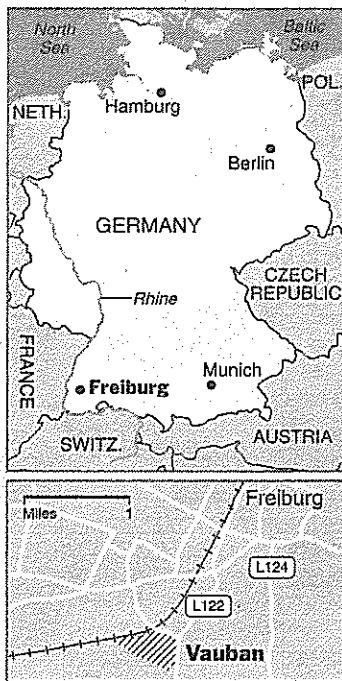 North
Sea
Baltic
Sea
POL.
NETH.
Hamburg
Berlin
GERMANY
CZECH
REPUBLIC
Rhine
FRANCE
Freiburg
Munich
SWITZ.
AUSTRIA
Freiburg
Miles 1
L124
L122
Vauban